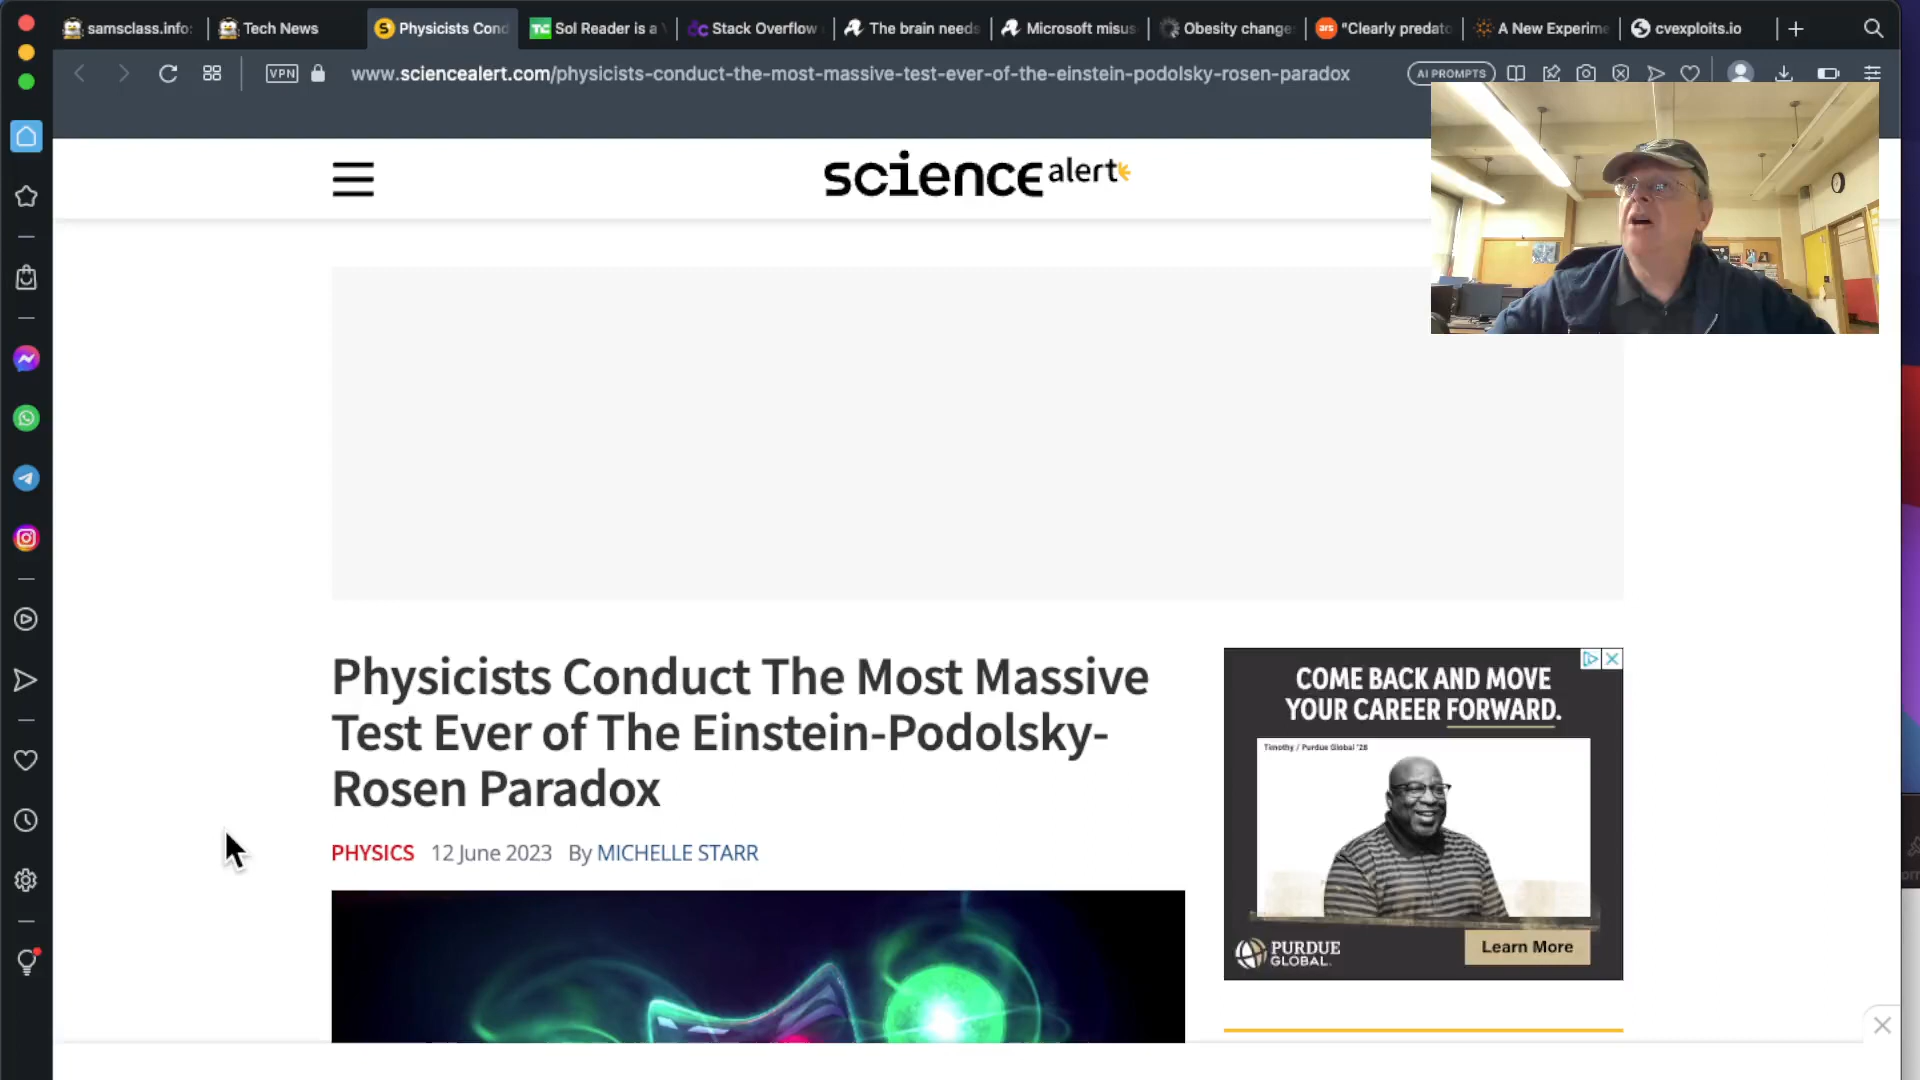 samsclass.info:
Tech News
Physicists Cond
Sol Reader is a
Stack Overflow
The brain needs
Microsoft misus
Obesity change
"Clearly predato
A New Experime
cvexploits.io
VPN
www.sciencealert.com/physicists-conduct-the-most-massive-test-ever-of-the-einstein-podolsky-rosen-paradox
AI PROMPTS
science alert
Physicists Conduct The Most Massive
Test Ever of The Einstein-Podolsky-
Rosen Paradox
PHYSICS 12 June 2023 By MICHELLE STARR
COME BACK AND MOVE
YOUR CAREER FORWARD.
Timothy / Purdue Global '26
PURDUE
GLOBAL.
Learn More